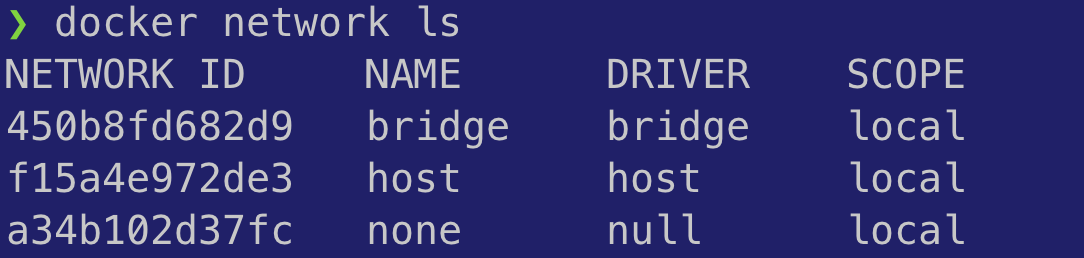 ❯ docker network ls
NETWORK ID     NAME      DRIVER    SCOPE
450b8fd682d9   bridge    bridge    local
f15a4e972de3   host      host      local
a34b102d37fc   none      null      local